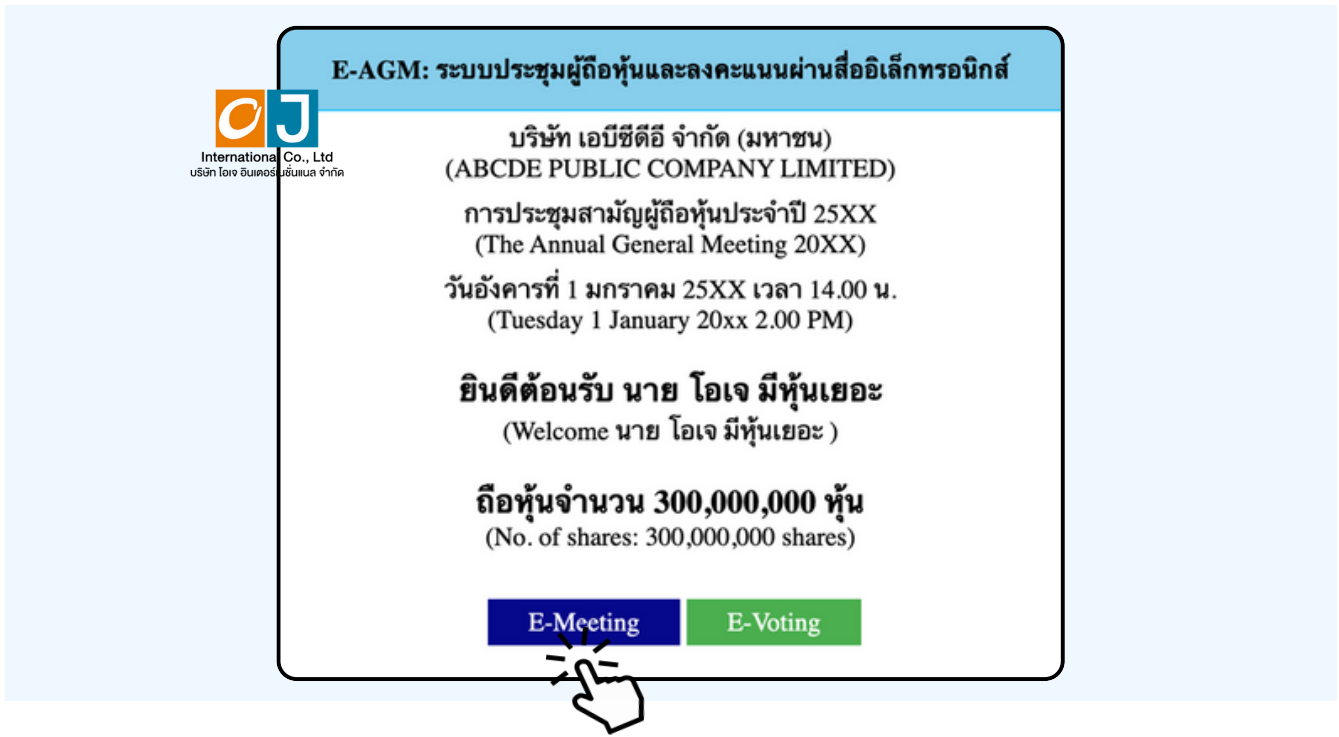 E-AGM: ระบบประชุมผู้ถือหุ้นและลงคะแนนผ่านสื่ออิเล็กทรอนิกส์
OJ
International Co., Ltd
บริษัท โอเจ อินเตอร์เนชั่นแนล จำกัด
บริษัท เอบีซีดีอี จำกัด (มหาชน)
(ABCDE PUBLIC COMPANY LIMITED)
การประชุมสามัญผู้ถือหุ้นประจำปี 25XX
(The Annual General Meeting 20XX)
วันอังคารที่ 1 มกราคม 25XX เวลา 14.00 น.
(Tuesday 1 January 20xx 2.00 PM)
ยินดีต้อนรับ นาย โอเจ มีหุ้นเยอะ
(Welcome นาย โอเจ มีหุ้นเยอะ )
ถือหุ้นจำนวน 300,000,000 หุ้น
(No. of shares: 300,000,000 shares)
E-Meeting E-Voting